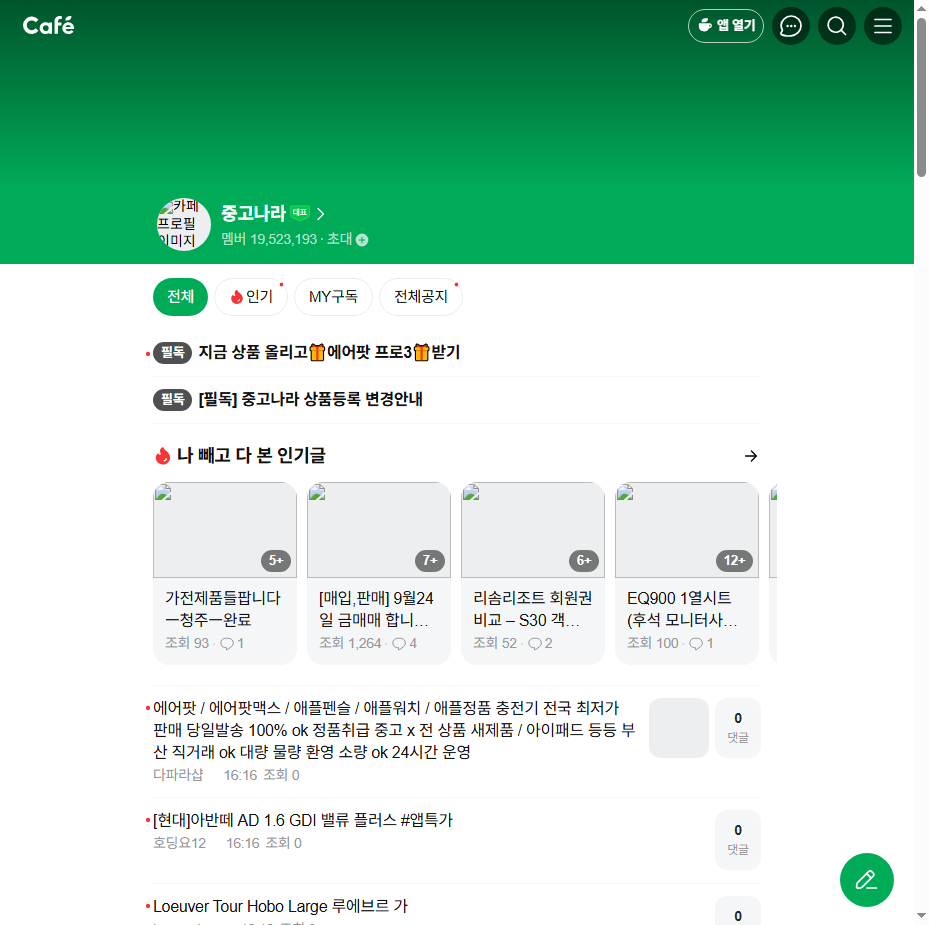 Café
앱 열기
카페
프로필
이미지
중고나라 대표
멤버 19,523,193 · 초대
전체
인기
MY구독
전체공지
필독 지금 상품 올리고🎁에어팟 프로3🎁받기
필독 [필독] 중고나라 상품등록 변경안내
나 빼고 다 본 인기글
5+
7+
6+
12+
가전제품들팝니다
ㅡ청주ㅡ완료
조회 93 · 1
[매입,판매] 9월24
일 금매매 합니…
조회 1,264 · 4
리솜리조트 회원권
비교 – S30 객…
조회 52 · 2
EQ900 1열시트
(후석 모니터사…
조회 100 · 1
에어팟 / 에어팟맥스 / 애플펜슬 / 애플워치 / 애플정품 충전기 전국 최저가
판매 당일발송 100% ok 정품취급 중고 x 전 상품 새제품 / 아이패드 등등 부
산 직거래 ok 대량 물량 환영 소량 ok 24시간 운영
다파라샵 16:16 조회 0
0
댓글
[현대]아반떼 AD 1.6 GDI 밸류 플러스 #앱특가
호딩요12 16:16 조회 0
0
댓글
Loeuver Tour Hobo Large 루에브르 가
0